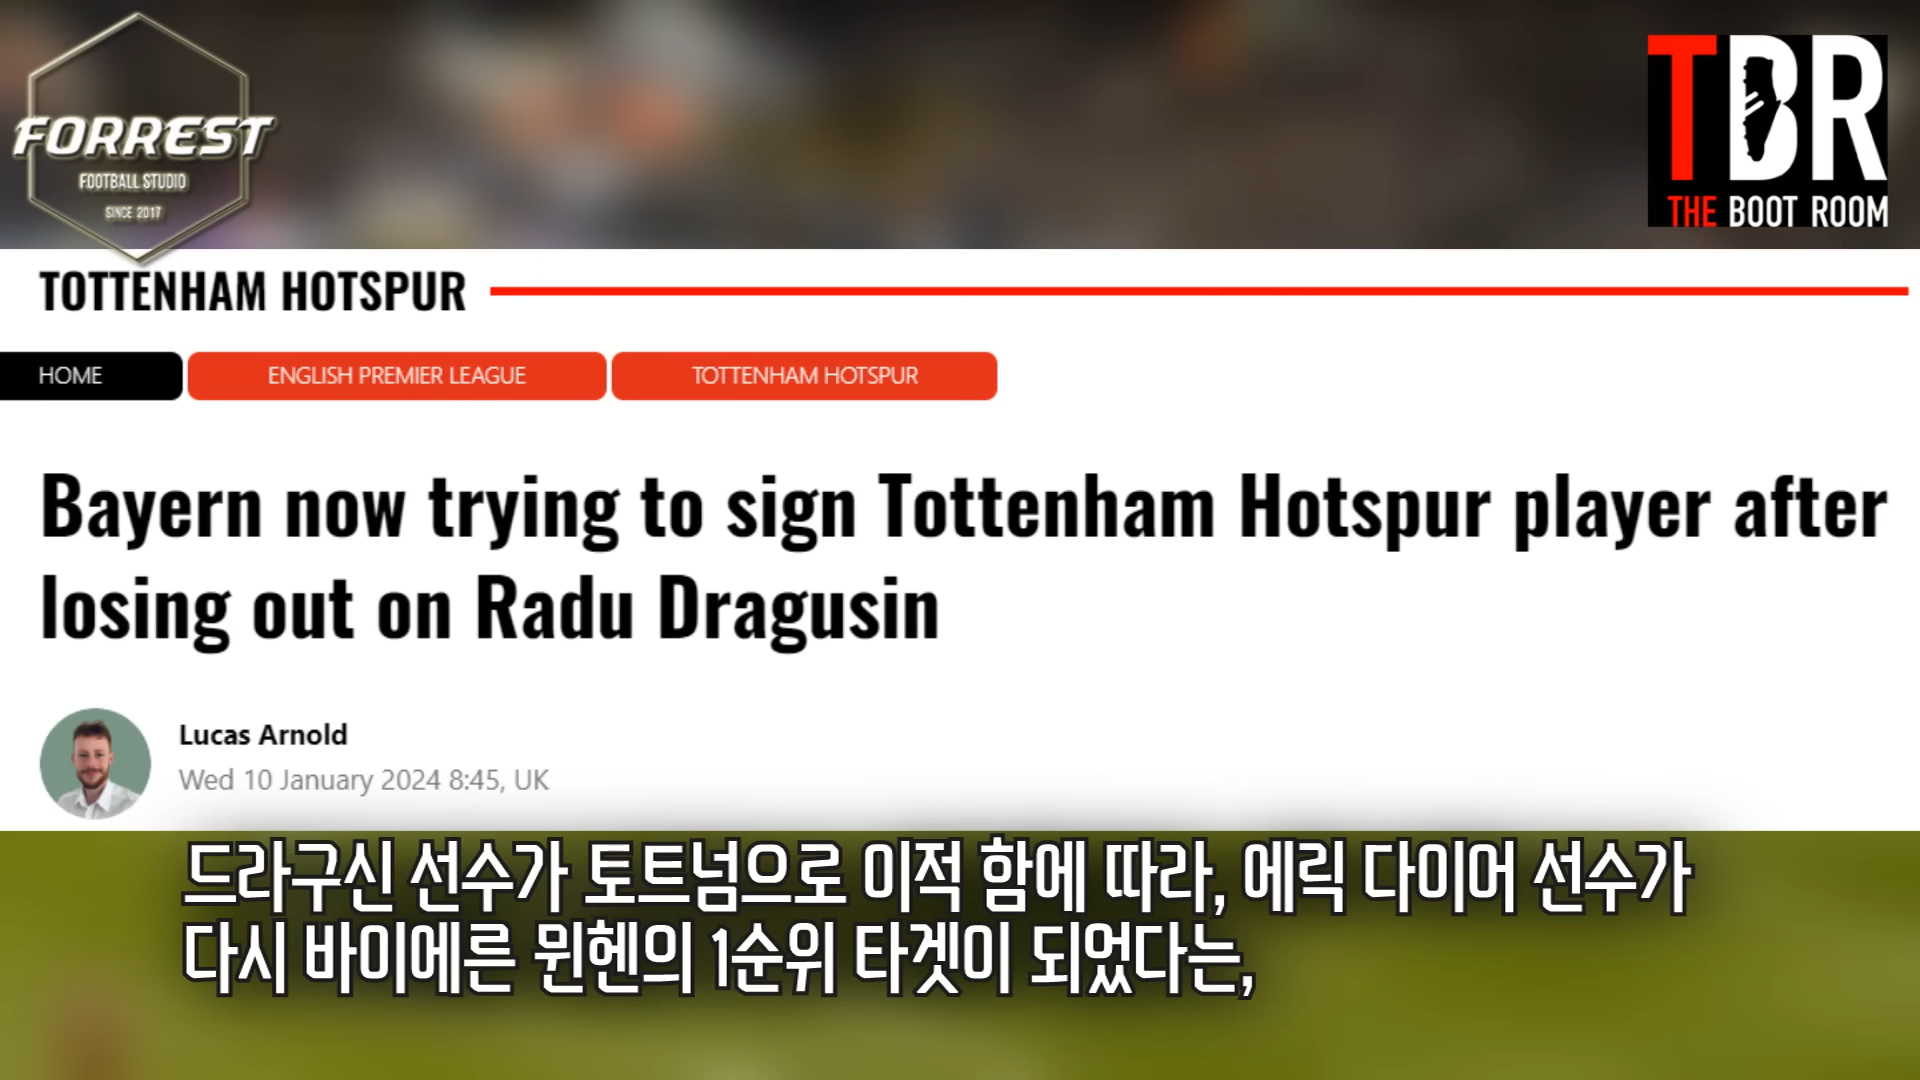 FORREST
FOOTBALL STUDIO
SINCE 2017
TBR
THE BOOT ROOM
TOTTENHAM HOTSPUR
HOME
ENGLISH PREMIER LEAGUE
TOTTENHAM HOTSPUR
Bayern now trying to sign Tottenham Hotspur player after
losing out on Radu Dragusin
Lucas Arnold
Wed 10 January 2024 8:45, UK
드라구신 선수가 토트넘으로 이적 함에 따라, 에릭 다이어 선수가
다시 바이에른 뮌헨의 1순위 타겟이 되었다는,